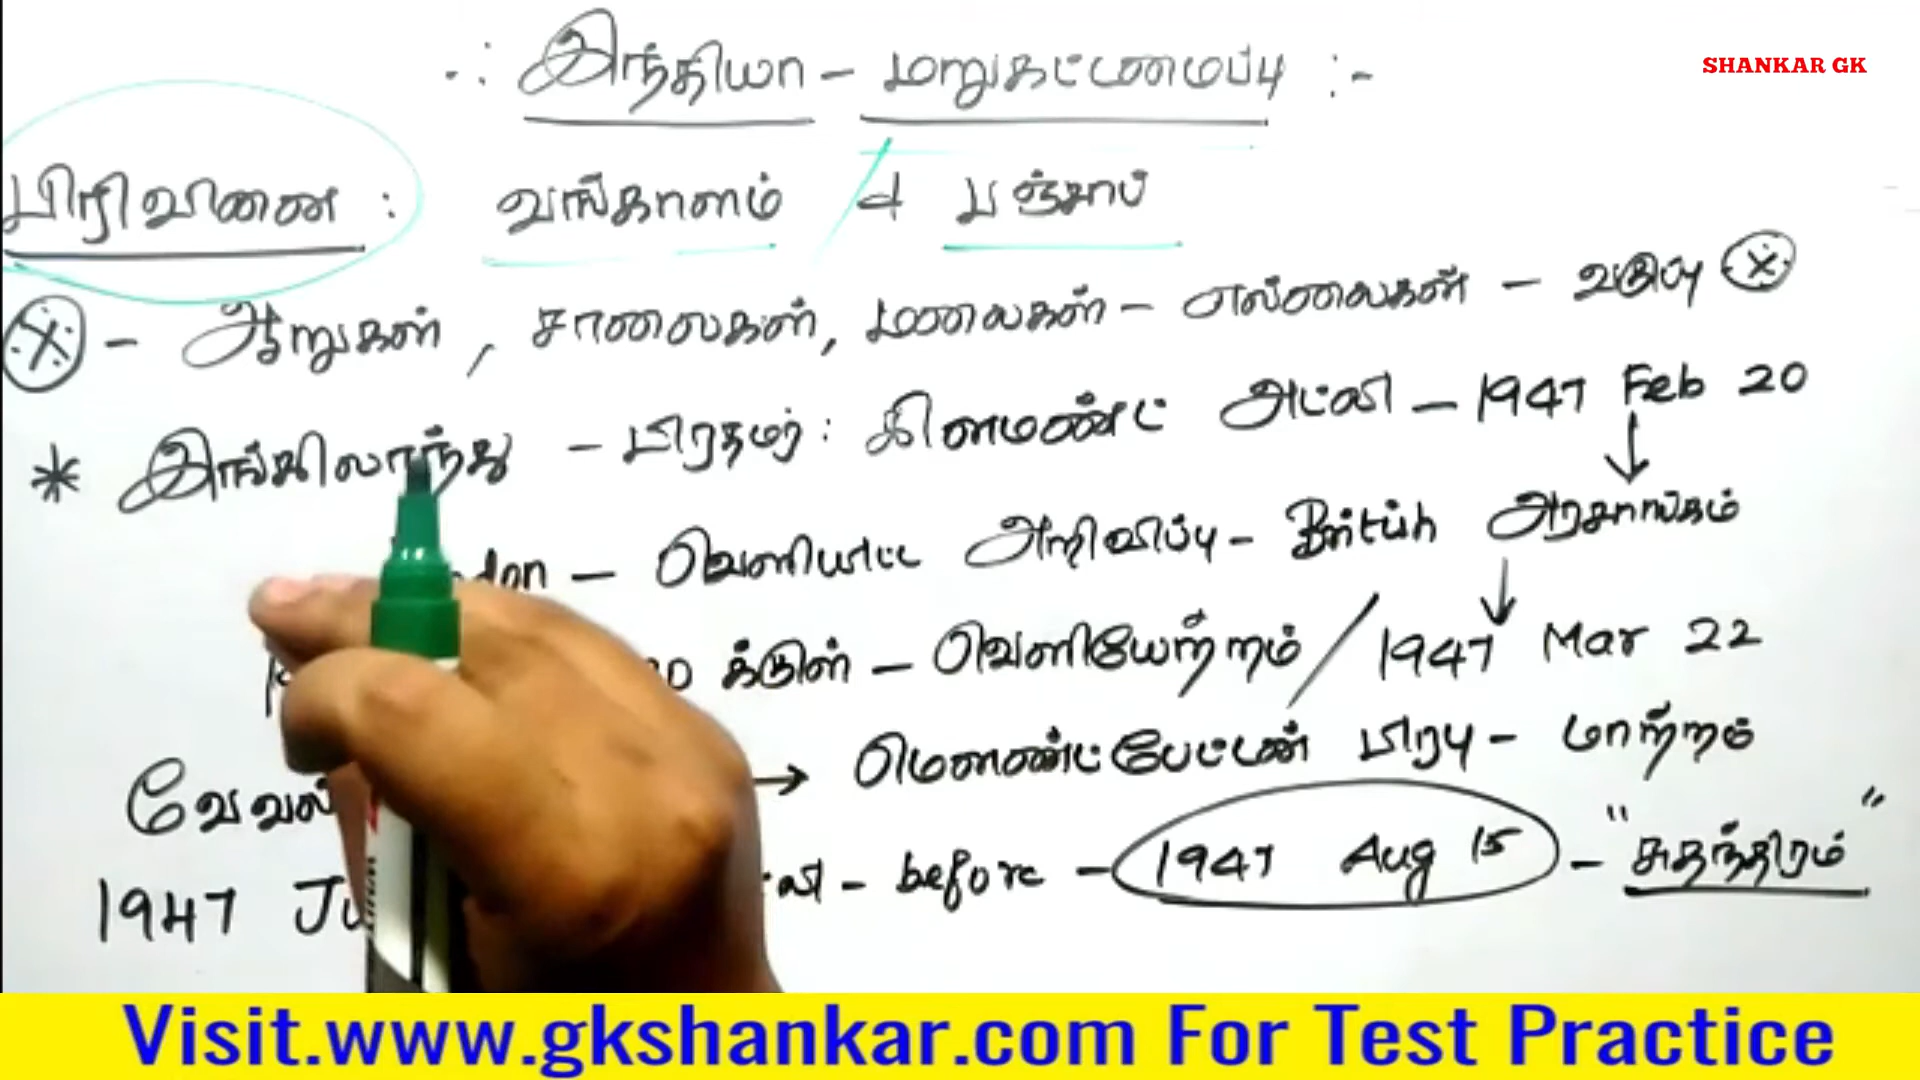 ∴ இந்தியா - மறுகட்டமைப்பு :-
SHANKAR GK
பிரிவினை : வங்காளம் + பஞ்சாப்
- ஆறுகள், சாலைகள், மலைகள் - எல்லைகள் - வகுப்பு
* இங்கிலாந்து - பிரதமர் : கிளமண்ட் அட்லி - 1947 Feb 20
- வெளியிட்ட அறிவிப்பு - British அரசாங்கம்
க்குள் - வெளியேற்றம் / 1947 Mar 22
வேவல் → மௌண்ட்பேட்டன் பிரபு - மாற்றம்
1947 - before - 1947 Aug 15 - "சுதந்திரம்"
Visit.www.gkshankar.com For Test Practice